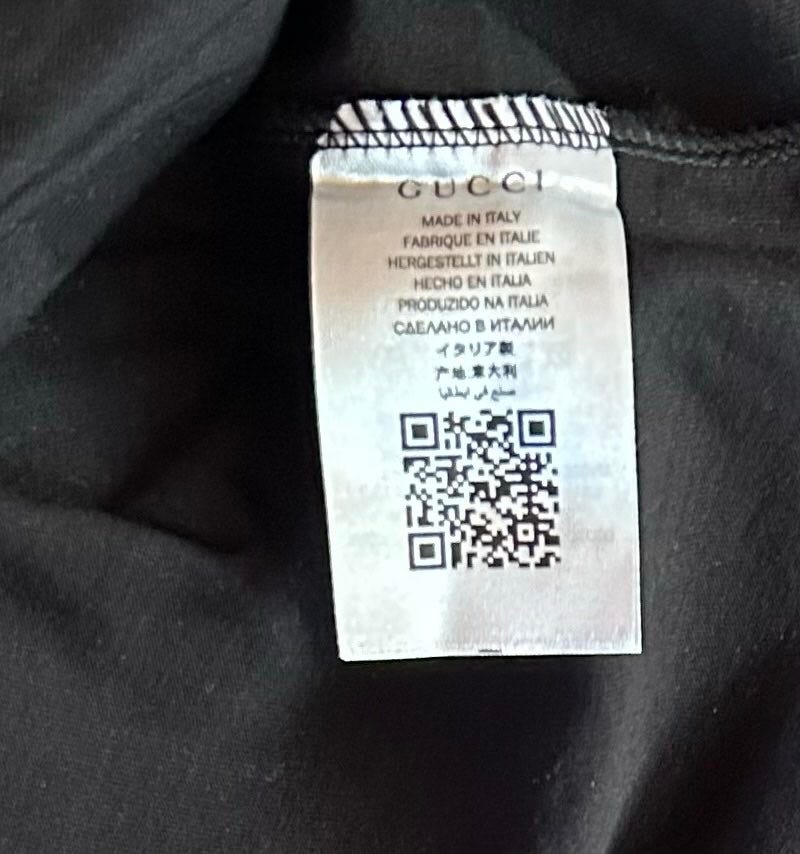 GUCCI
MADE IN ITALY
FABRIQUE EN ITALIE
HERGESTELLT IN ITALIEN
HECHO EN ITALIA
PRODUZIDO NA ITALIA
СДЕЛАНО В ИТАЛИИ
イタリア製
产地:意大利
صنع في ايطاليا